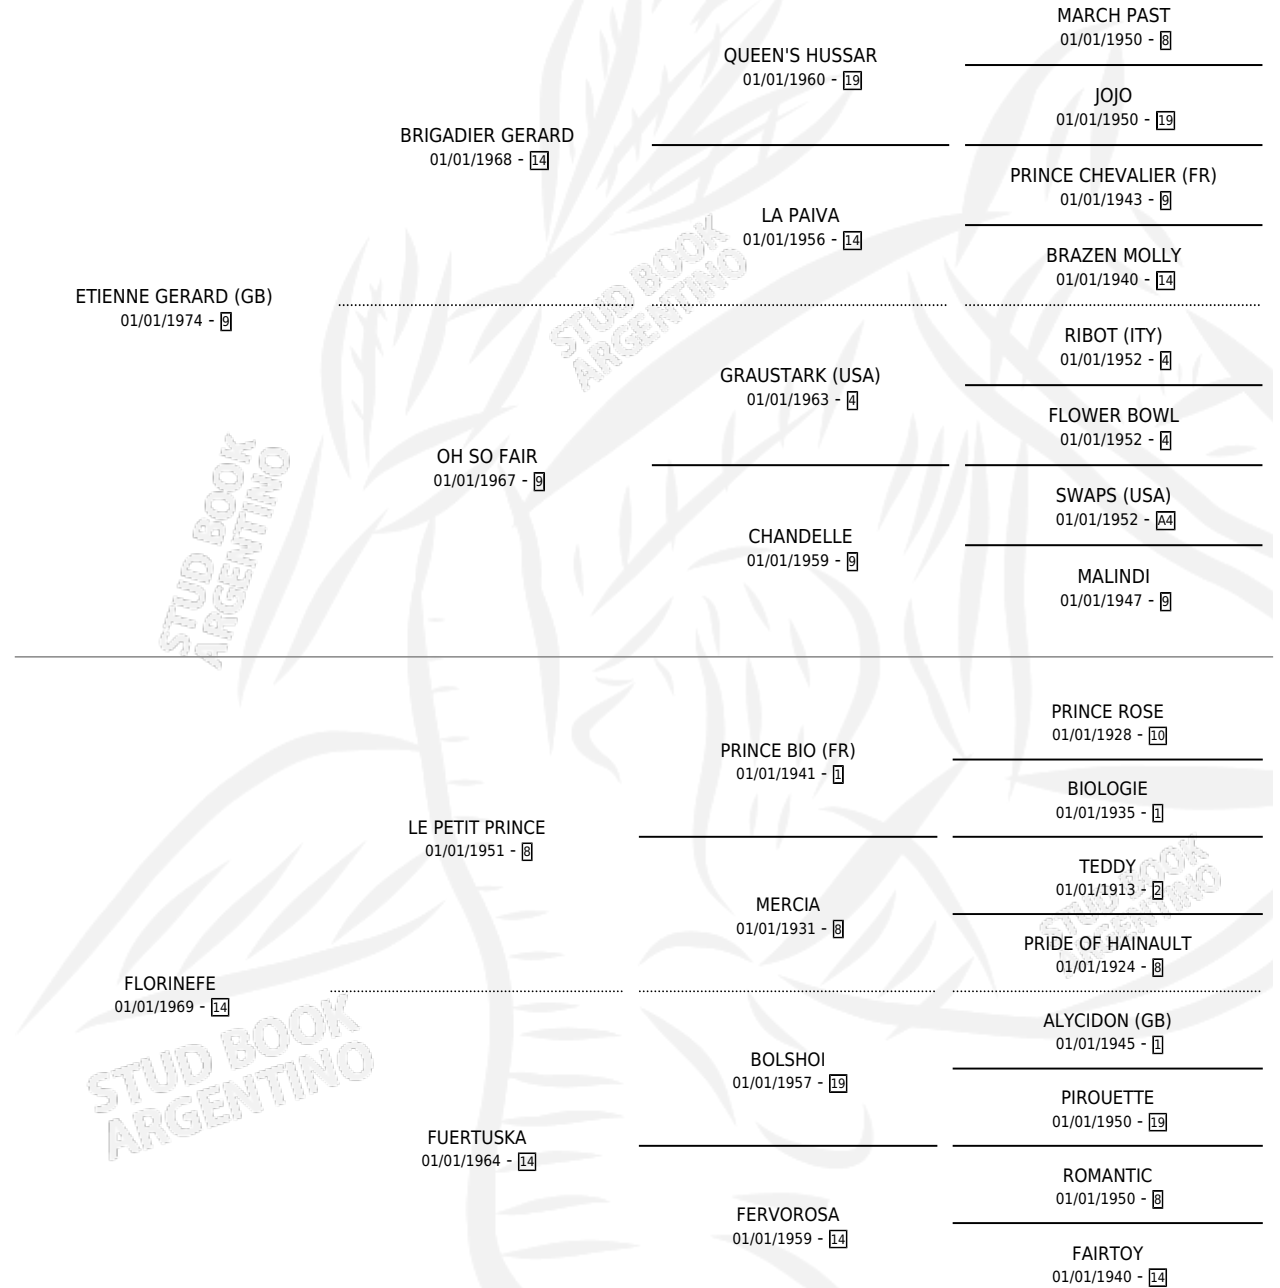 MARCH PAST
01/01/1950 - 8
QUEEN'S HUSSAR
01/01/1960 - 19
JOJO
01/01/1950 - 19
BRIGADIER GERARD
01/01/1968 - 14
PRINCE CHEVALIER (FR)
01/01/1943 - 9
LA PAIVA
01/01/1956 - 14
BRAZEN MOLLY
01/01/1940 - 14
ETIENNE GERARD (GB)
01/01/1974 - 9
STUD BOOK
ARGENTINO
RIBOT (ITY)
01/01/1952 - 4
GRAUSTARK (USA)
01/01/1963 - 4
FLOWER BOWL
01/01/1952 - 4
OH SO FAIR
01/01/1967 - 9
SWAPS (USA)
01/01/1952 - A4
CHANDELLE
01/01/1959 - 9
MALINDI
01/01/1947 - 9
STUD BOOK
ARGENTINO
PRINCE ROSE
01/01/1928 - 10
PRINCE BIO (FR)
01/01/1941 - 1
BIOLOGIE
01/01/1935 - 1
LE PETIT PRINCE
01/01/1951 - 8
TEDDY
01/01/1913 - 2
MERCIA
01/01/1931 - 8
PRIDE OF HAINAULT
01/01/1924 - 8
STUD BOOK
ARGENTINO
FLORINEFE
01/01/1969 - 14
ALYCIDON (GB)
01/01/1945 - 1
BOLSHOI
01/01/1957 - 19
PIROUETTE
01/01/1950 - 19
STUD BOOK
ARGENTINO
FUERTUSKA
01/01/1964 - 14
ROMANTIC
01/01/1950 - 8
FERVOROSA
01/01/1959 - 14
FAIRTOY
01/01/1940 - 14